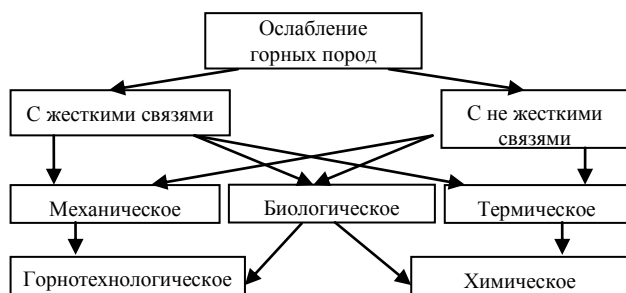 Ослабление
горных пород
С жесткими связями
С не жесткими
связями
Механическое
Биологическое
Термическое
Горнотехнологическое
Химическое